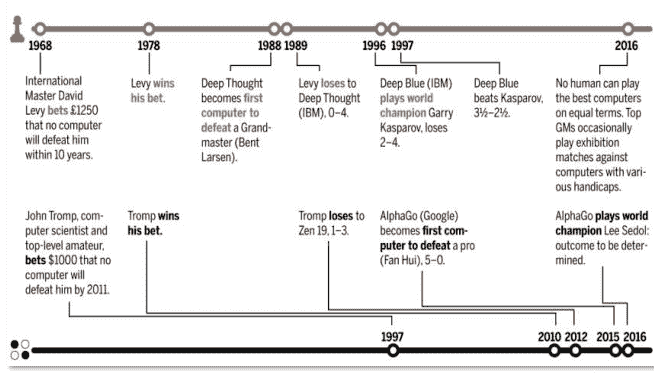 1968
1978
1988
1989
1996
1997
2016
International
Master David
Levy bets £1250
that no computer
will defeat him
within 10 years.
Levy wins
his bet.
Deep Thought
becomes first
computer to
defeat a Grand-
master (Bent
Larsen).
Levy loses to
Deep Thought
(IBM), 0–4.
Deep Blue (IBM)
plays world
champion Garry
Kasparov, loses
2–4.
Deep Blue
beats Kasparov,
3½–2½.
No human can play
the best computers
on equal terms. Top
GMs occasionally
play exhibition
matches against
computers with vari-
ous handicaps.
John Tromp, com-
puter scientist and
top-level amateur,
bets $1000 that no
computer will
defeat him by 2011.
Tromp wins
his bet.
Tromp loses to
Zen 19, 1–3.
AlphaGo (Google)
becomes first com-
puter to defeat a pro
(Fan Hui), 5–0.
AlphaGo plays world
champion Lee Sedol:
outcome to be deter-
mined.
1997
2010
2012
2015
2016